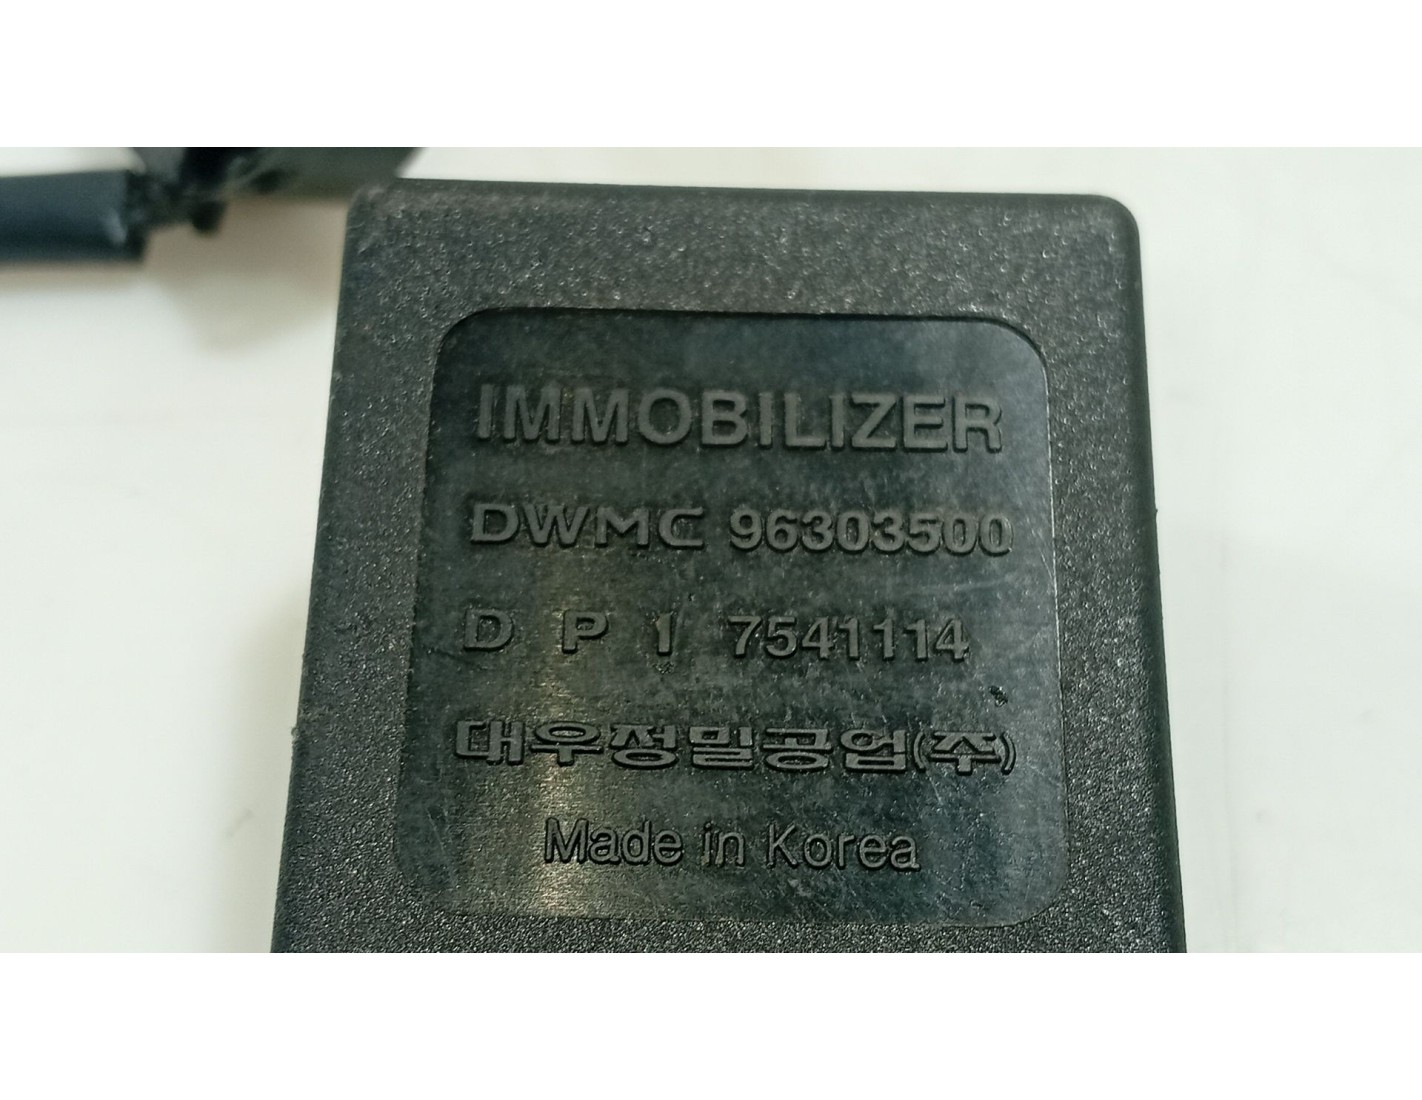 IMMOBILIZER
DWMC 96303500
D P I 7541114
대우정밀공업(주)
Made in Korea